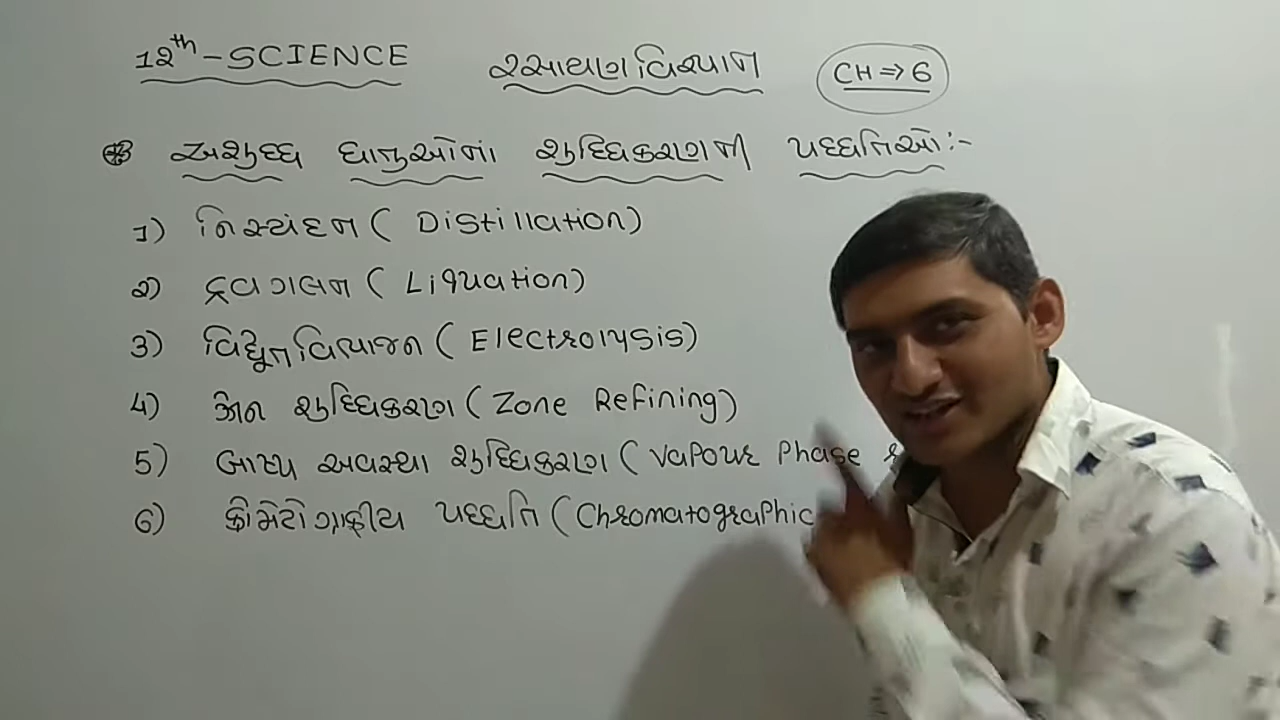 12th - SCIENCE રસાયણ વિજ્ઞાન CH ⇒ 6
અશુદ્ધ ધાતુઓનાં શુદ્ધિકરણની પદ્ધતિઓ :-
1) નિસ્યંદન ( Distillation)
2) દ્રવગલન ( Liquation)
3) વિદ્યુતવિભાજન ( Electrolysis)
4) ઝોન શુદ્ધિકરણ ( Zone Refining)
5) બાષ્પ અવસ્થા શુદ્ધિકરણ ( Vapour Phase
6) ક્રોમેટોગ્રાફીય પદ્ધતિ ( Chromatographic